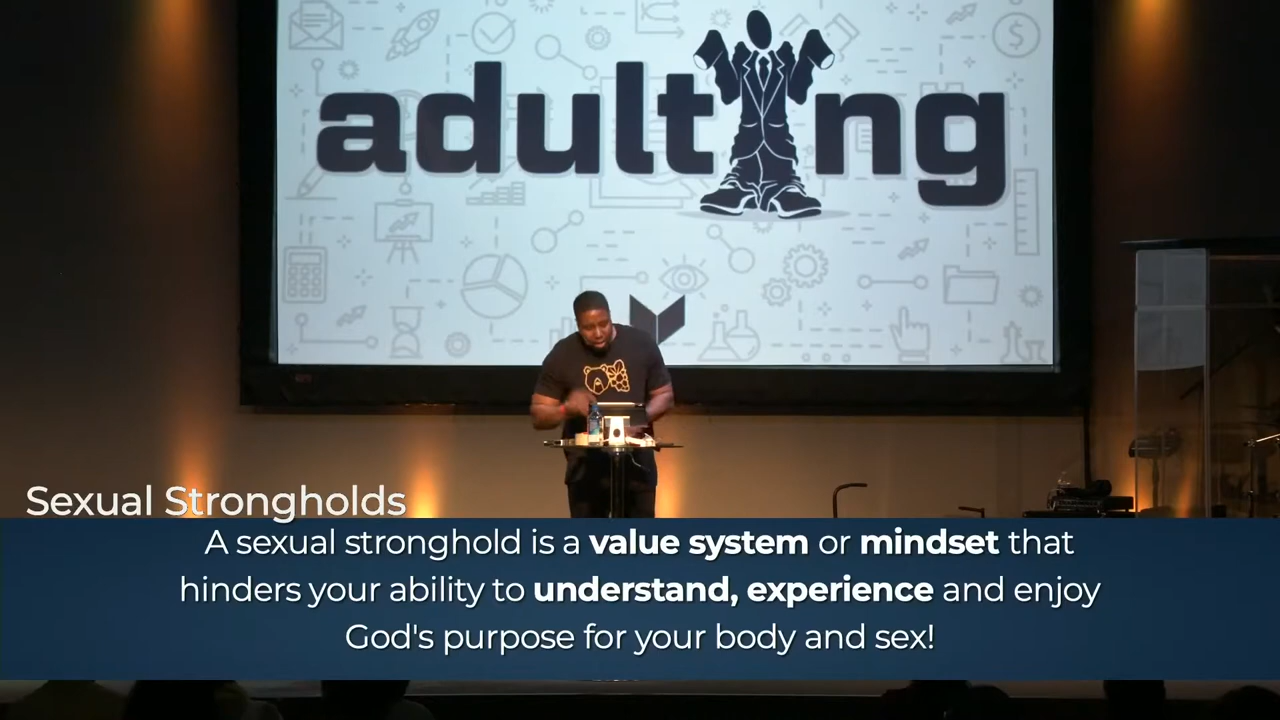 adulting
Sexual Strongholds
A sexual stronghold is a value system or mindset that
hinders your ability to understand, experience and enjoy
God's purpose for your body and sex!